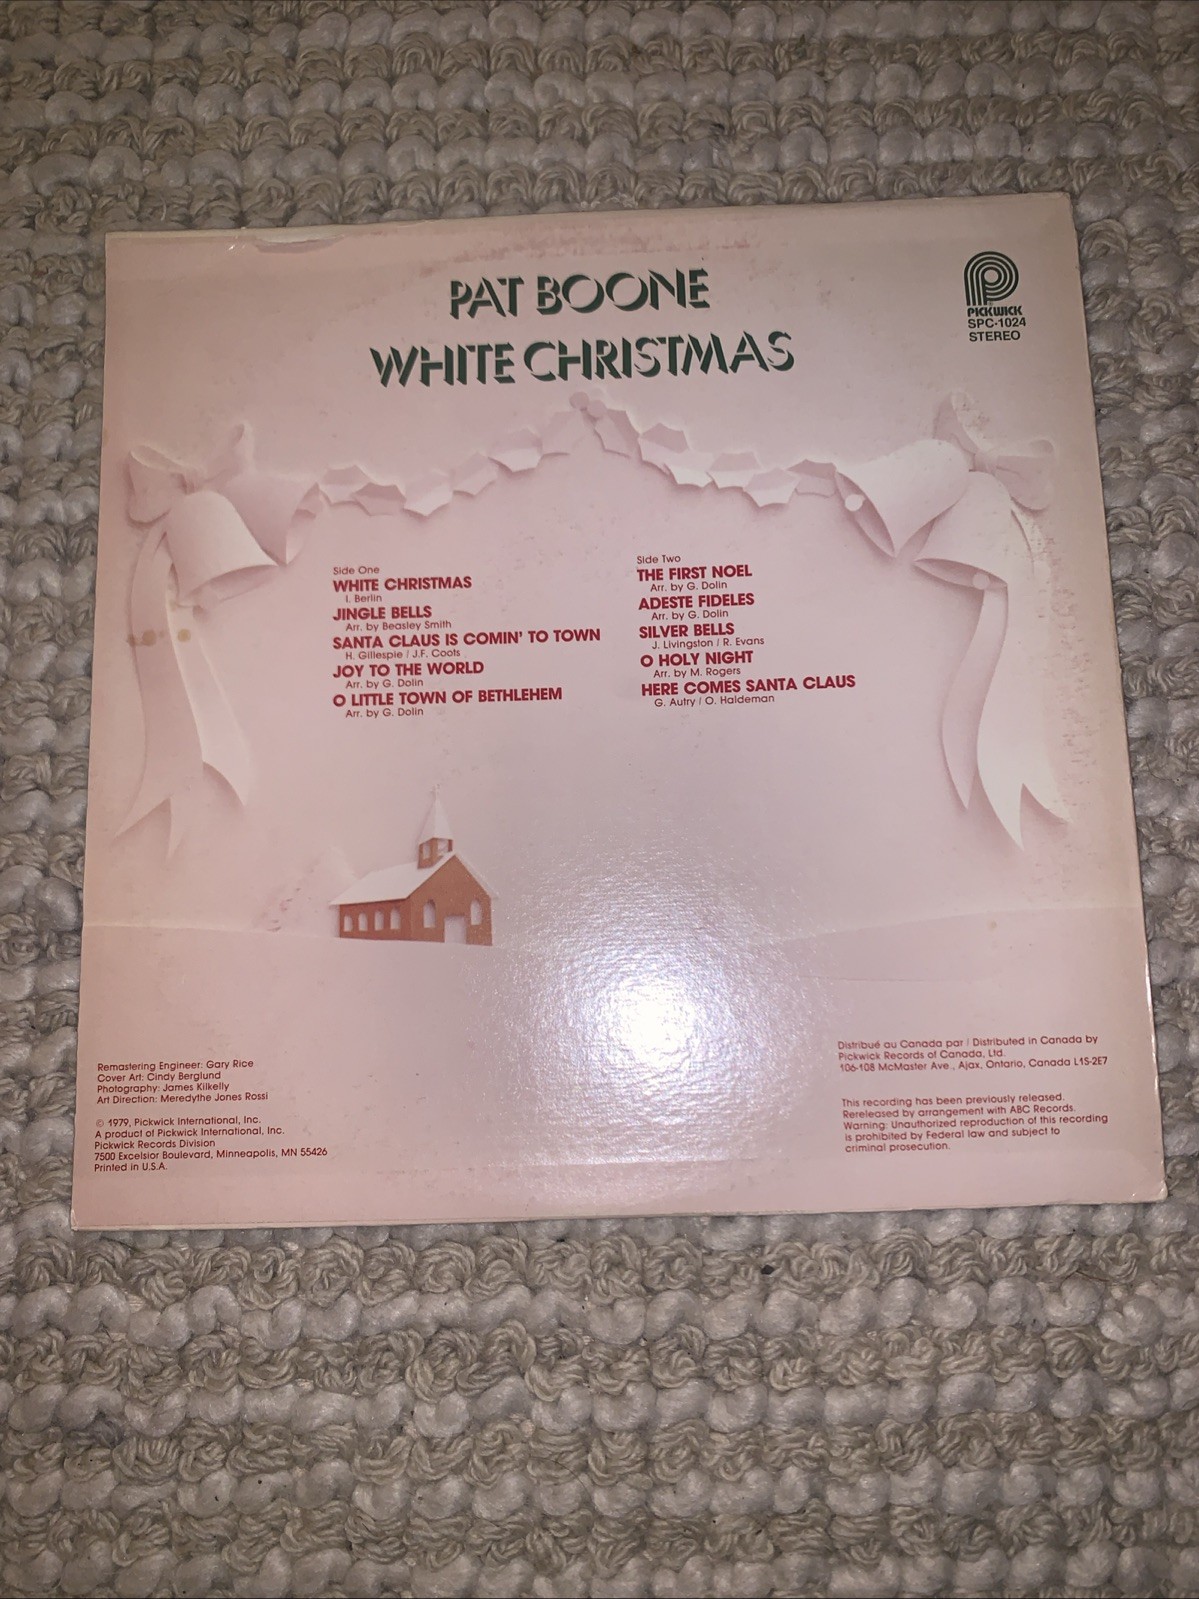 PAT BOONE
WHITE CHRISTMAS
PICKWICK
SPC-1024
STEREO
Side One
WHITE CHRISTMAS
I. Berlin
JINGLE BELLS
Arr. by Beasley Smith
SANTA CLAUS IS COMIN' TO TOWN
H. Gillespie / J.F. Coots
JOY TO THE WORLD
Arr. by G. Dolin
O LITTLE TOWN OF BETHLEHEM
Arr. by G. Dolin
Side Two
THE FIRST NOEL
Arr. by G. Dolin
ADESTE FIDELES
Arr. by G. Dolin
SILVER BELLS
J. Livingston / R. Evans
O HOLY NIGHT
Arr. by M. Rogers
HERE COMES SANTA CLAUS
G. Autry / O. Haldeman
Remastering Engineer: Gary Rice
Cover Art: Cindy Berglund
Photography: James Kilkelly
Art Direction: Meredythe Jones Rossi
© 1979, Pickwick International, Inc.
A product of Pickwick International, Inc.
Pickwick Records Division
7500 Excelsior Boulevard, Minneapolis, MN 55426
Printed in U.S.A.
Distribué au Canada par / Distributed in Canada by
Pickwick Records of Canada, Ltd.
106-108 McMaster Ave., Ajax, Ontario, Canada L1S-2E7
This recording has been previously released.
Rereleased by arrangement with ABC Records.
Warning: Unauthorized reproduction of this recording
is prohibited by Federal law and subject to
criminal prosecution.